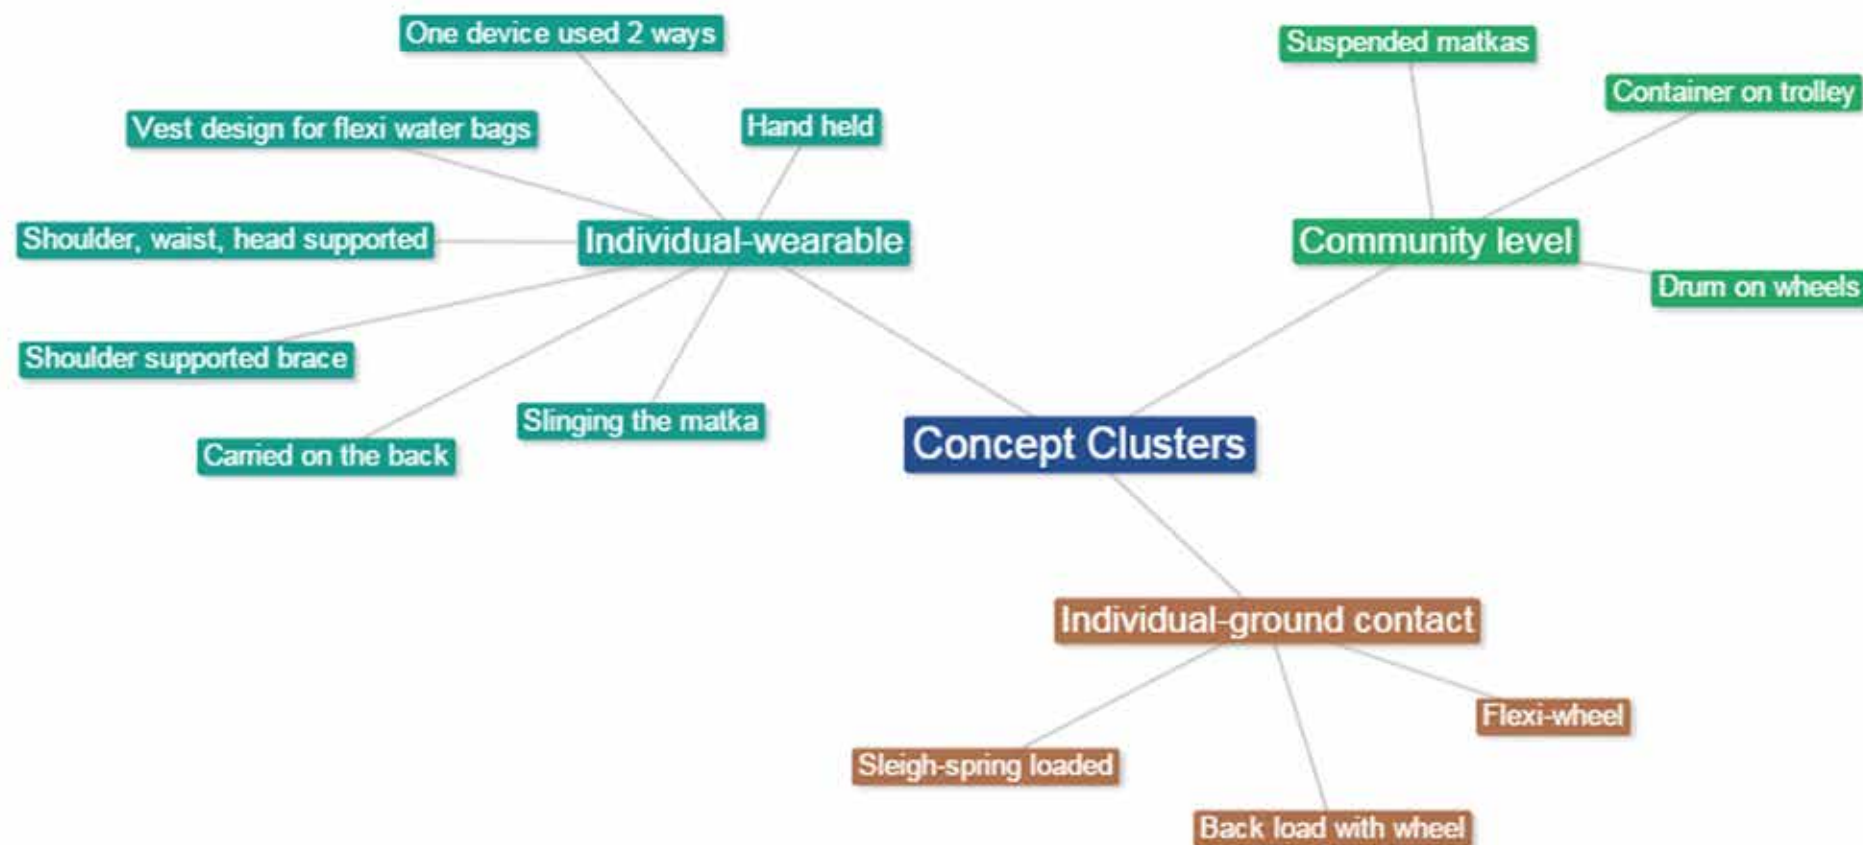 One device used 2 ways
Suspended matkas
Container on trolley
Vest design for flexi water bags
Hand held
Shoulder, waist, head supported
Individual-wearable
Community level
Drum on wheels
Shoulder supported brace
Slinging the matka
Carried on the back
Concept Clusters
Individual-ground contact
Flexi-wheel
Sleigh-spring loaded
Back load with wheel